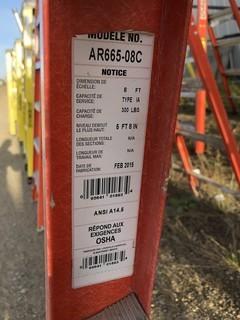 MODÈLE NO.
AR665-08C
NOTICE
DIMENSION DE
ÉCHELLE: 8 FT
CAPACITÉ DE
SERVICE: TYPE IA
CAPACITÉ DE
CHARGE: 300 LBS
NIVEAU DEBOUT
LE PLUS HAUT: 5 FT 8 IN
LONGUEUR TOTALE
DES SECTIONS: N/A
LONGUEUR DE
TRAVAIL MAX: N/A
DATE DE
FABRICATION: FEB 2015
ANSI A14.5
RÉPOND AUX
EXIGENCES
OSHA